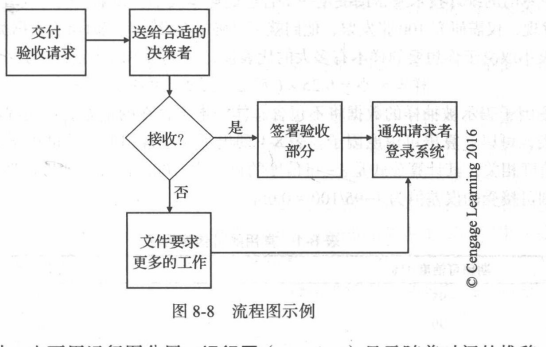 交付
验收请求
送给合适的
决策者
接收?
是
签署验收
部分
通知请求者
登录系统
否
文件要求
更多的工作
© Cengage Learning 2016
图 8-8 流程图示例